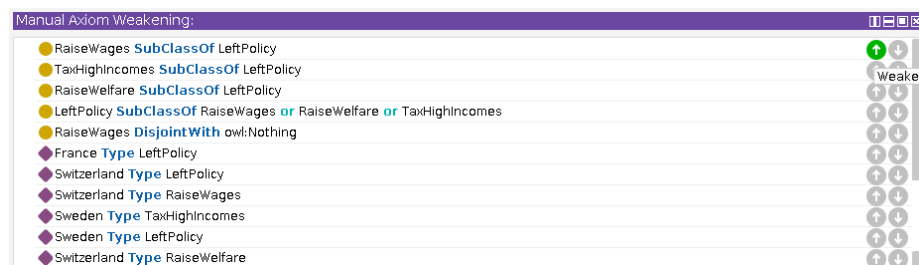 Manual Axiom Weakening:
RaiseWages SubClassOf LeftPolicy
TaxHighIncomes SubClassOf LeftPolicy
Weake
RaiseWelfare SubClassOf LeftPolicy
LeftPolicy SubClassOf RaiseWages or RaiseWelfare or TaxHighIncomes
RaiseWages DisjointWith owl:Nothing
France Type LeftPolicy
Switzerland Type LeftPolicy
Switzerland Type RaiseWages
Sweden Type TaxHighIncomes
Sweden Type LeftPolicy
Switzerland Type RaiseWelfare